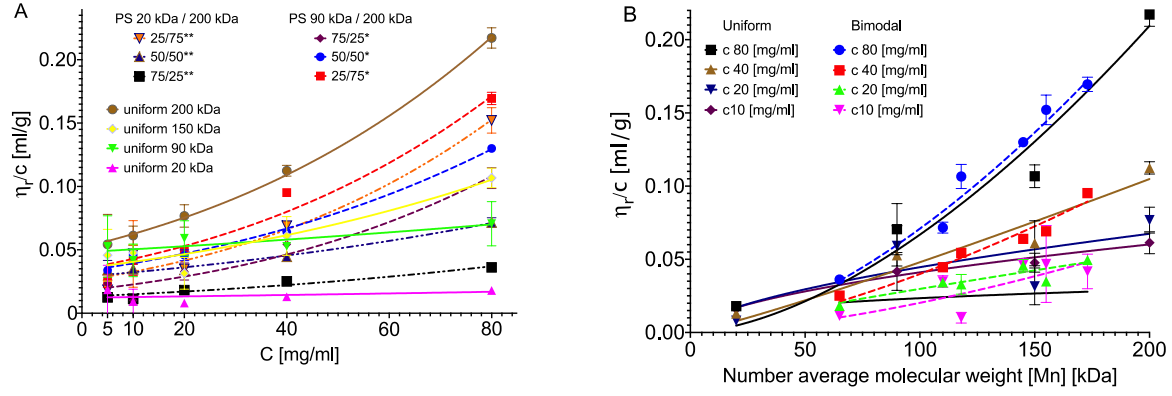 A
PS 20 kDa / 200 kDa
PS 90 kDa / 200 kDa
25/75**
75/25*
50/50**
50/50*
75/25**
25/75*
uniform 200 kDa
uniform 150 kDa
uniform 90 kDa
uniform 20 kDa
ηr/c [ml/g]
0.20
0.15
0.10
0.05
0.00
0
5
10
20
40
60
80
C [mg/ml]
B
Uniform
Bimodal
c 80 [mg/ml]
c 80 [mg/ml]
c 40 [mg/ml]
c 40 [mg/ml]
c 20 [mg/ml]
c 20 [mg/ml]
c10 [mg/ml]
c10 [mg/ml]
ηr/c [ml/g]
0.20
0.15
0.10
0.05
0.00
0
50
100
150
200
Number average molecular weight [Mn] [kDa]